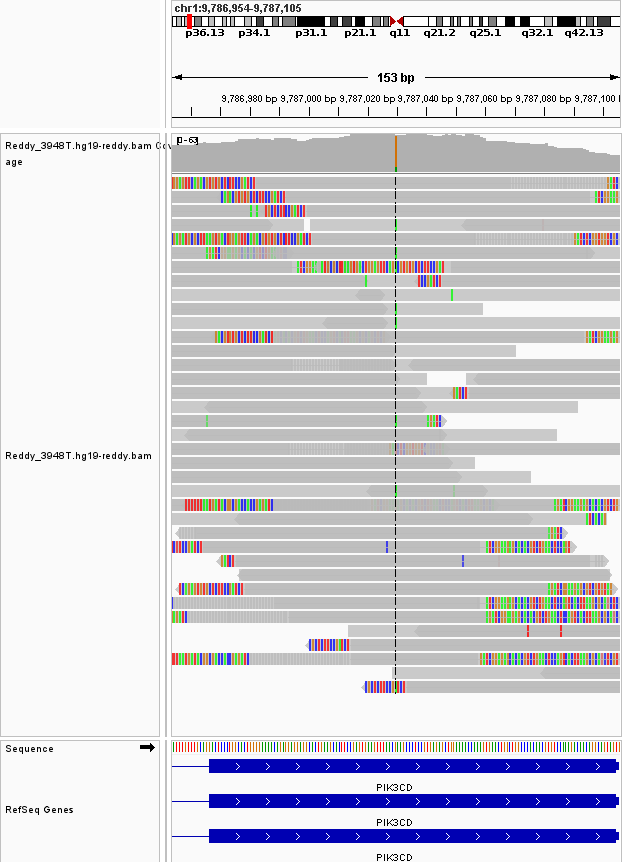 chr1:9,786,954-9,787,105
p36.13 p34.1 p31.1 p21.1 q11 q21.2 q25.1 q32.1 q42.13
153 bp
9,786,980 bp 9,787,000 bp 9,787,020 bp 9,787,040 bp 9,787,060 bp 9,787,080 bp 9,787,100 b
Reddy_3948T.hg19-reddy.bam Cov
age
[0-63]
Reddy_3948T.hg19-reddy.bam
Sequence
PIK3CD
RefSeq Genes
PIK3CD
PIK3CD